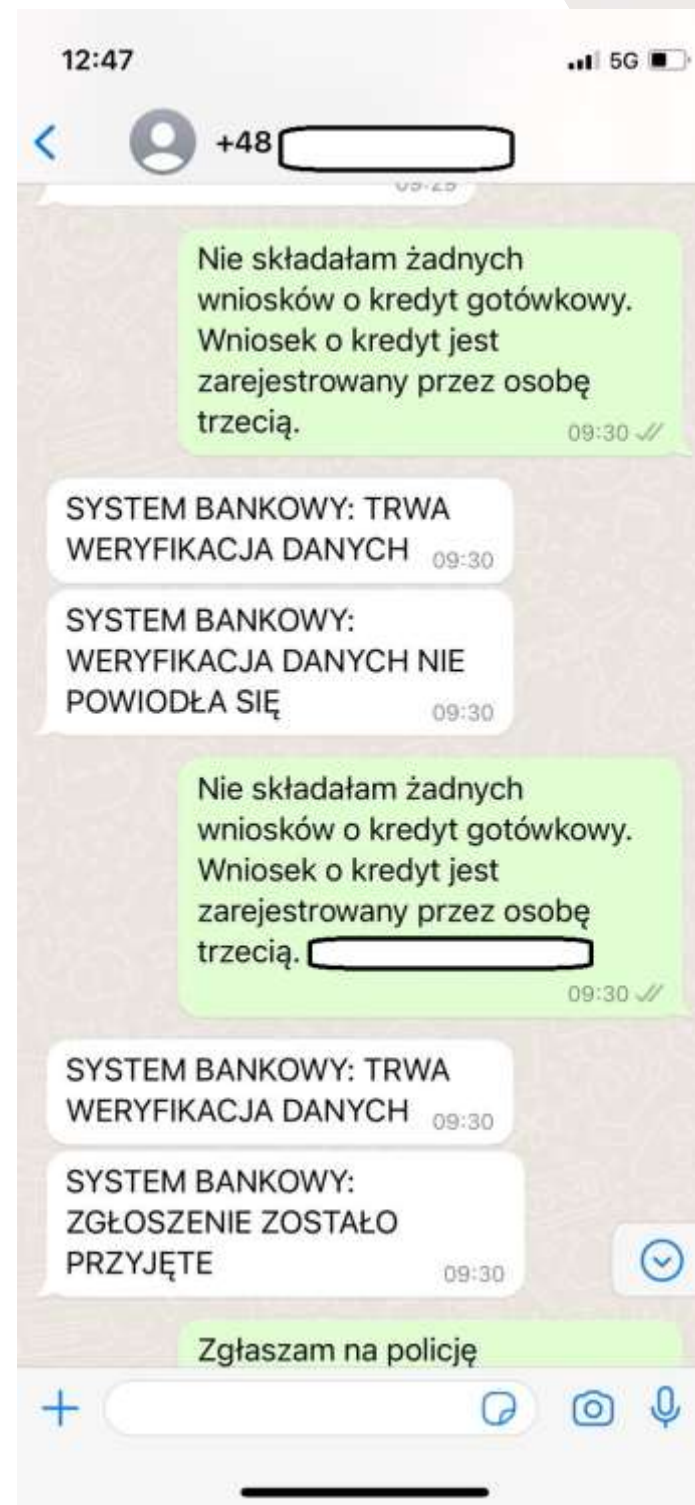 12:47
5G
+48
09:29
Nie składałam żadnych
wniosków o kredyt gotówkowy.
Wniosek o kredyt jest
zarejestrowany przez osobę
trzecią.
09:30
SYSTEM BANKOWY: TRWA
WERYFIKACJA DANYCH
09:30
SYSTEM BANKOWY:
WERYFIKACJA DANYCH NIE
POWIODŁA SIĘ
09:30
Nie składałam żadnych
wniosków o kredyt gotówkowy.
Wniosek o kredyt jest
zarejestrowany przez osobę
trzecią.
09:30
SYSTEM BANKOWY: TRWA
WERYFIKACJA DANYCH
09:30
SYSTEM BANKOWY:
ZGŁOSZENIE ZOSTAŁO
PRZYJĘTE
09:30
Zgłaszam na policję